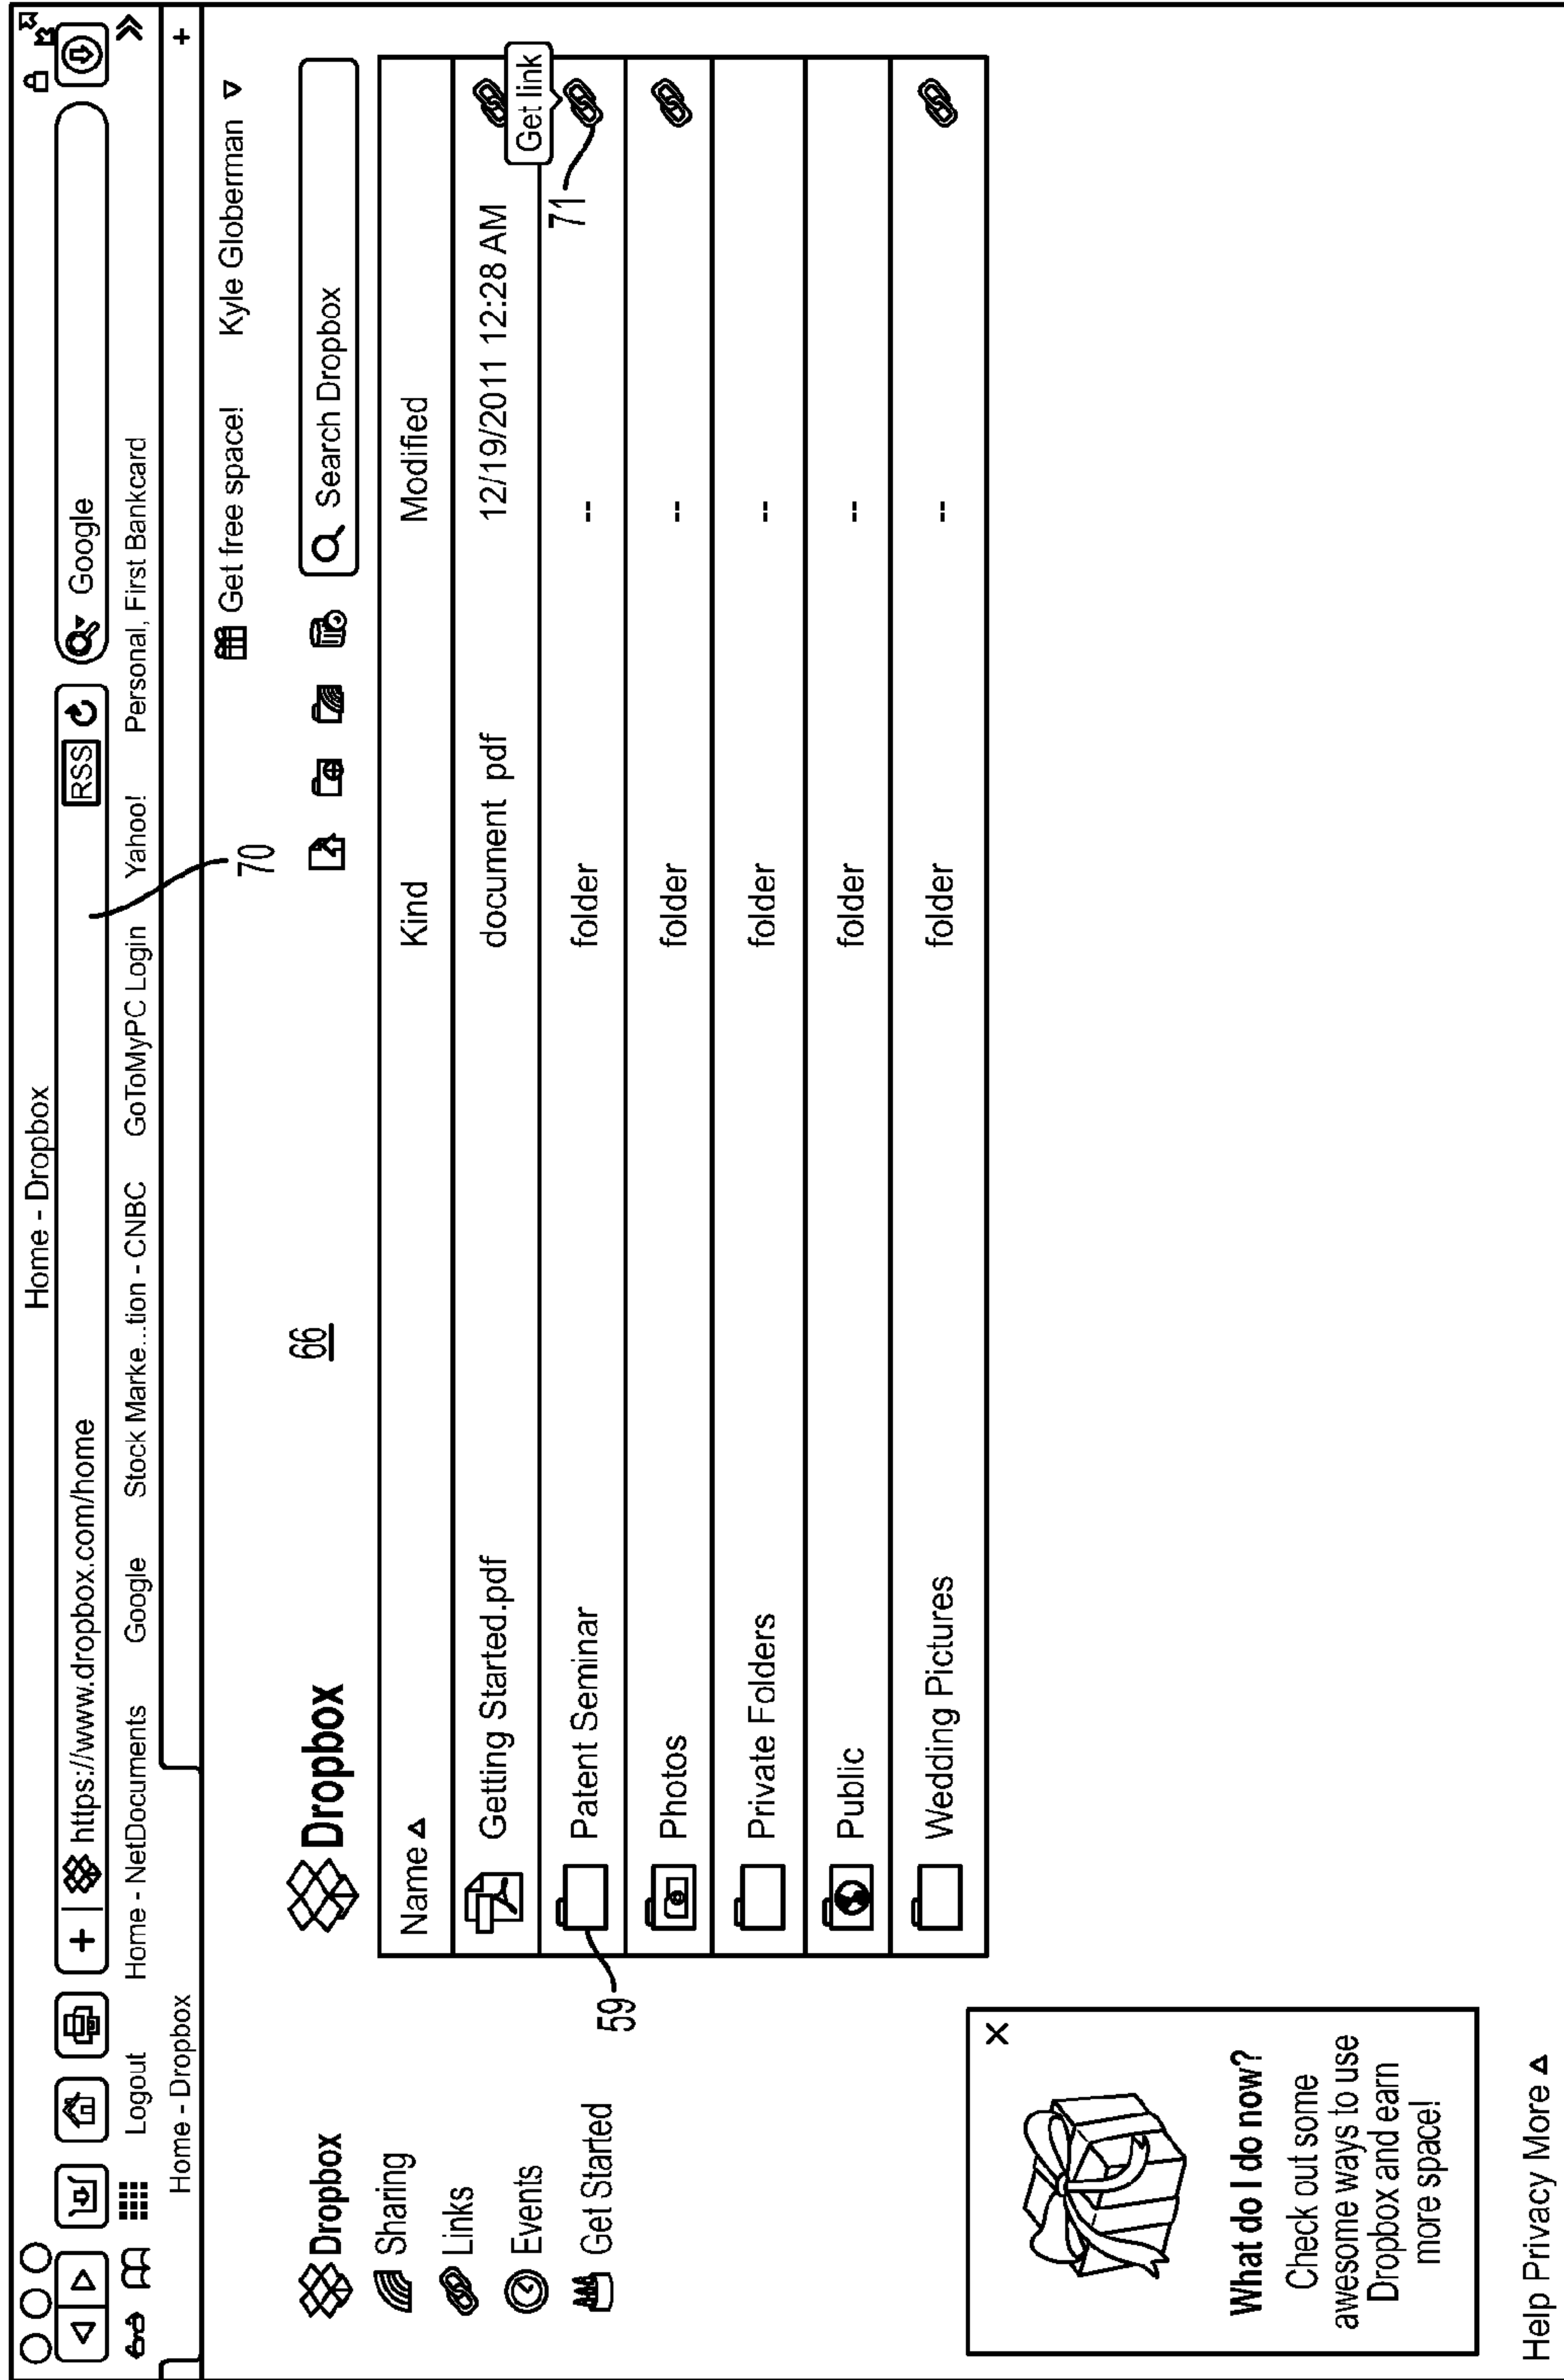 Home - Dropbox
+ https://www.dropbox.com/home RSS Google
Logout Home - NetDocuments Google Stock Marke...tion - CNBC GoToMyPC Login Yahoo! Personal, First Bankcard
Home - Dropbox +
70
Get free space! Kyle Globerman
66
Dropbox
Search Dropbox
Dropbox
Sharing
Links
Events
Get Started
Name Kind Modified
Getting Started.pdf document pdf 12/19/2011 12:28 AM
Get link
Patent Seminar folder --
71
59
Photos folder --
Private Folders folder --
Public folder --
Wedding Pictures folder --
What do I do now?
Check out some
awesome ways to use
Dropbox and earn
more space!
Help Privacy More